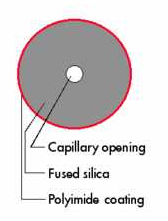 Capillary opening
Fused silica
Polyimide coating